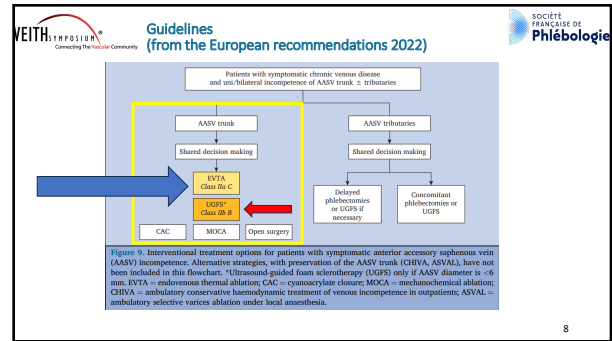 VEITHSYMPOSIUM®
Connecting The Vascular Community
Guidelines
(from the European recommendations 2022)
SOCIÉTÉ
FRANÇAISE DE
Phlébologie
Patients with symptomatic chronic venous disease
and uni/bilateral incompetence of AASV trunk ± tributaries
AASV trunk
AASV tributaries
Shared decision making
Shared decision making
EVTA
Class IIa C
UGFS*
Class IIb B
CAC
MOCA
Open surgery
Delayed
phlebectomies
or UGFS if
necessary
Concomitant
phlebectomies or
UGFS
Figure 9. Interventional treatment options for patients with symptomatic anterior accessory saphenous vein
(AASV) incompetence. Alternative strategies, with preservation of the AASV trunk (CHIVA, ASVAL), have not
been included in this flowchart. *Ultrasound-guided foam sclerotherapy (UGFS) only if AASV diameter is <6
mm. EVTA = endovenous thermal ablation; CAC = cyanoacrylate closure; MOCA = mechanochemical ablation;
CHIVA = ambulatory conservative haemodynamic treatment of venous incompetence in outpatients; ASVAL =
ambulatory selective varices ablation under local anaesthesia.
8